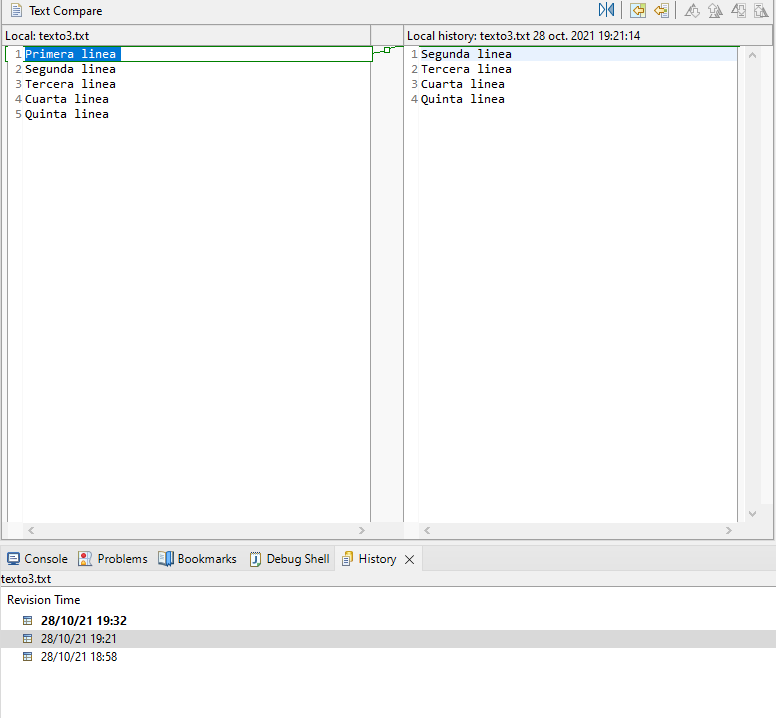 Text Compare
Local: texto3.txt
Local history: texto3.txt 28 oct. 2021 19:21:14
1 Primera linea
2 Segunda linea
3 Tercera linea
4 Cuarta linea
5 Quinta linea
1 Segunda linea
2 Tercera linea
3 Cuarta linea
4 Quinta linea
Console Problems Bookmarks Debug Shell History
texto3.txt
Revision Time
28/10/21 19:32
28/10/21 19:21
28/10/21 18:58